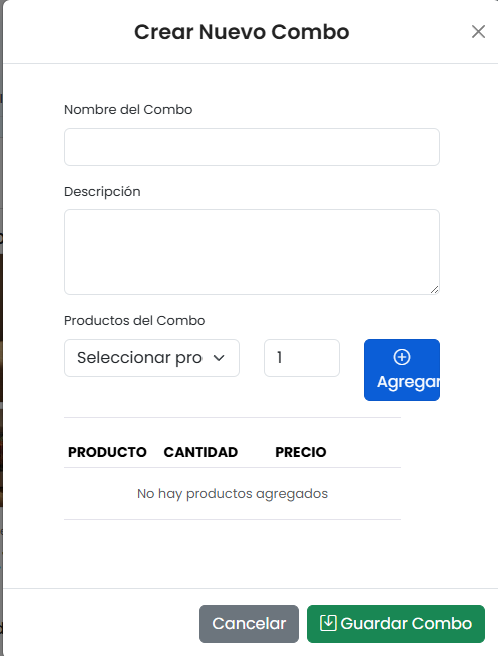 Crear Nuevo Combo
Nombre del Combo
Descripción
Productos del Combo
Seleccionar pro 1 Agregar
PRODUCTO CANTIDAD PRECIO
No hay productos agregados
Cancelar Guardar Combo